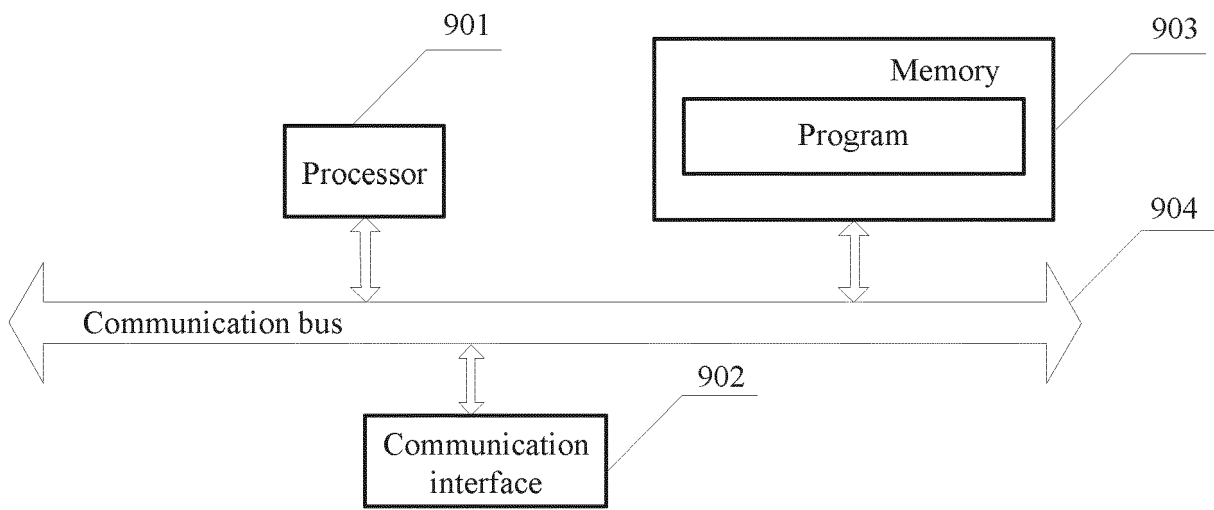 901
903
Memory
Program
Processor
904
Communication bus
902
Communication
interface